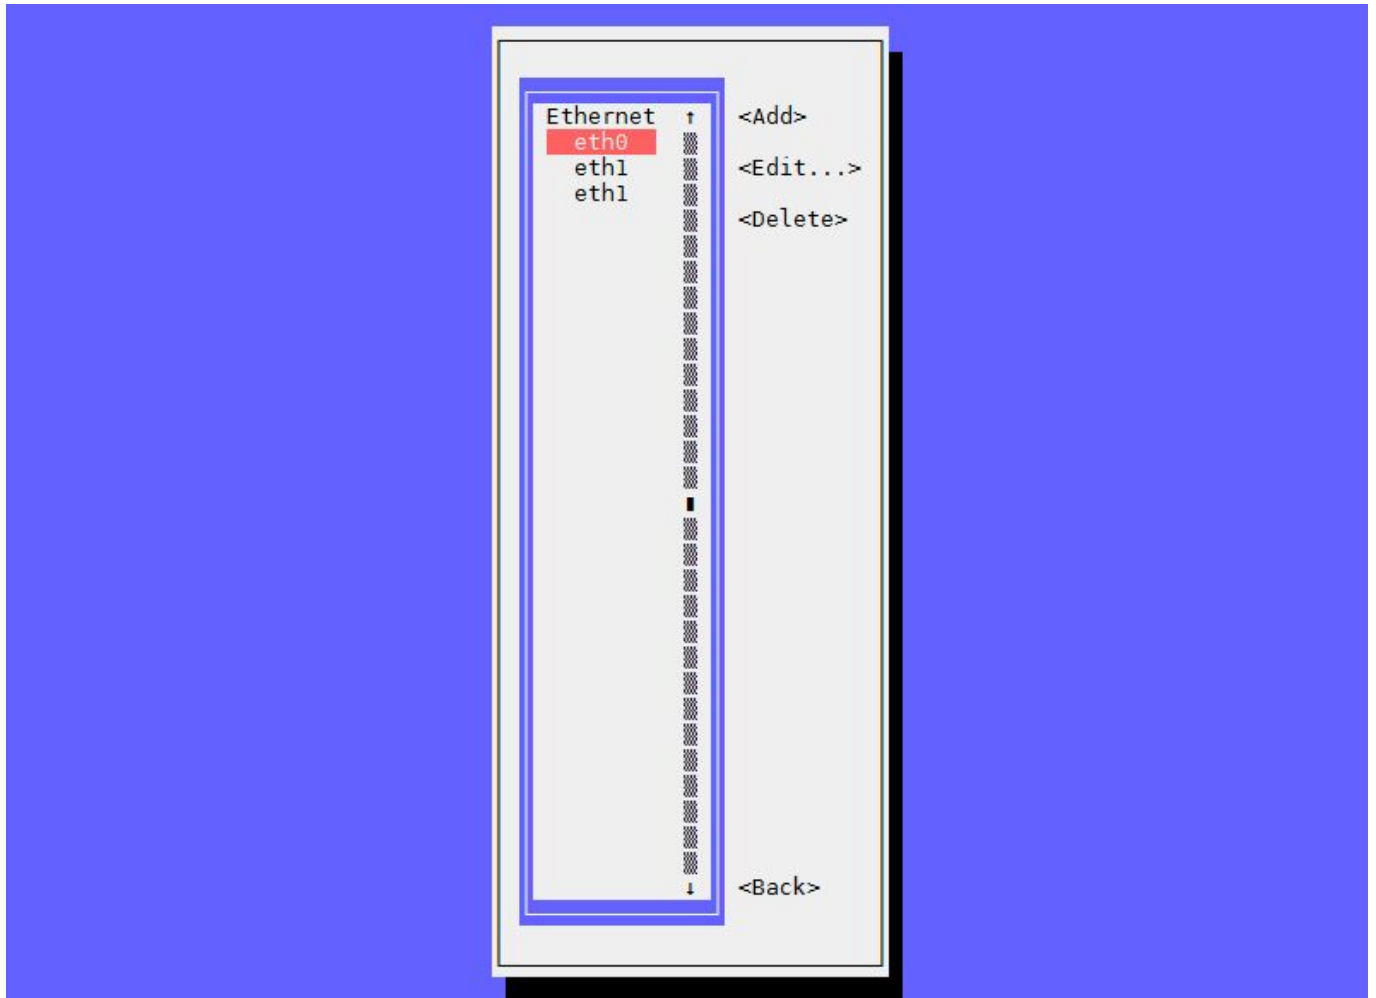 Ethernet ↑ <Add>
eth0
eth1 <Edit...>
eth1
<Delete>
↓ <Back>